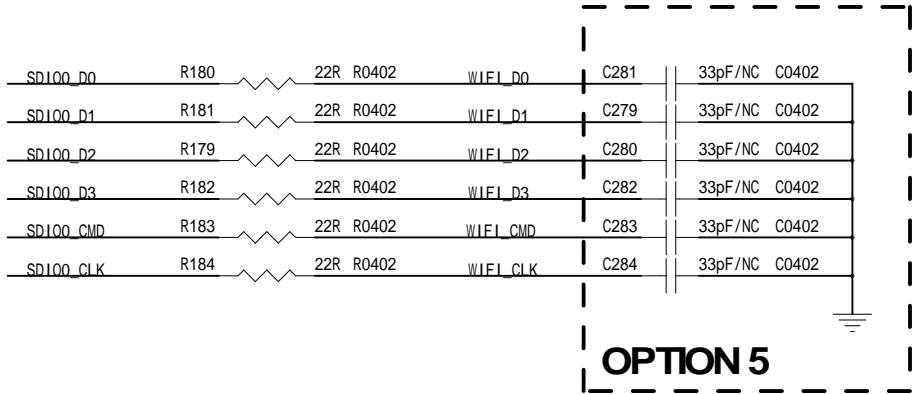 SDIO0_D0 R180 22R R0402 WIFI_D0 C281 33pF/NC C0402
SDIO0_D1 R181 22R R0402 WIFI_D1 C279 33pF/NC C0402
SDIO0_D2 R179 22R R0402 WIFI_D2 C280 33pF/NC C0402
SDIO0_D3 R182 22R R0402 WIFI_D3 C282 33pF/NC C0402
SDIO0_CMD R183 22R R0402 WIFI_CMD C283 33pF/NC C0402
SDIO0_CLK R184 22R R0402 WIFI_CLK C284 33pF/NC C0402
OPTION 5